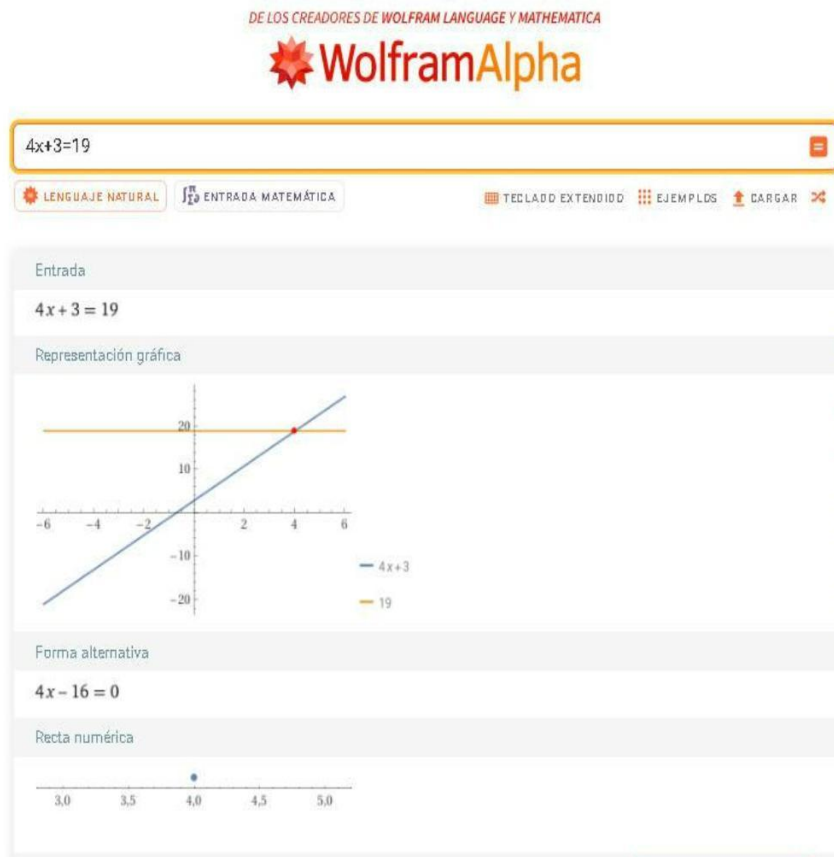 DE LOS CREADORES DE WOLFRAM LANGUAGE Y MATHEMATICA
WolframAlpha
4x+3=19
LENGUAJE NATURAL ENTRADA MATEMÁTICA TECLADO EXTENDIDO EJEMPLOS CARGAR
Entrada
4x + 3 = 19
Representación gráfica
20
10
-6 -4 -2 2 4 6
-10
-20
4x+3
19
Forma alternativa
4x – 16 = 0
Recta numérica
3,0 3,5 4,0 4,5 5,0